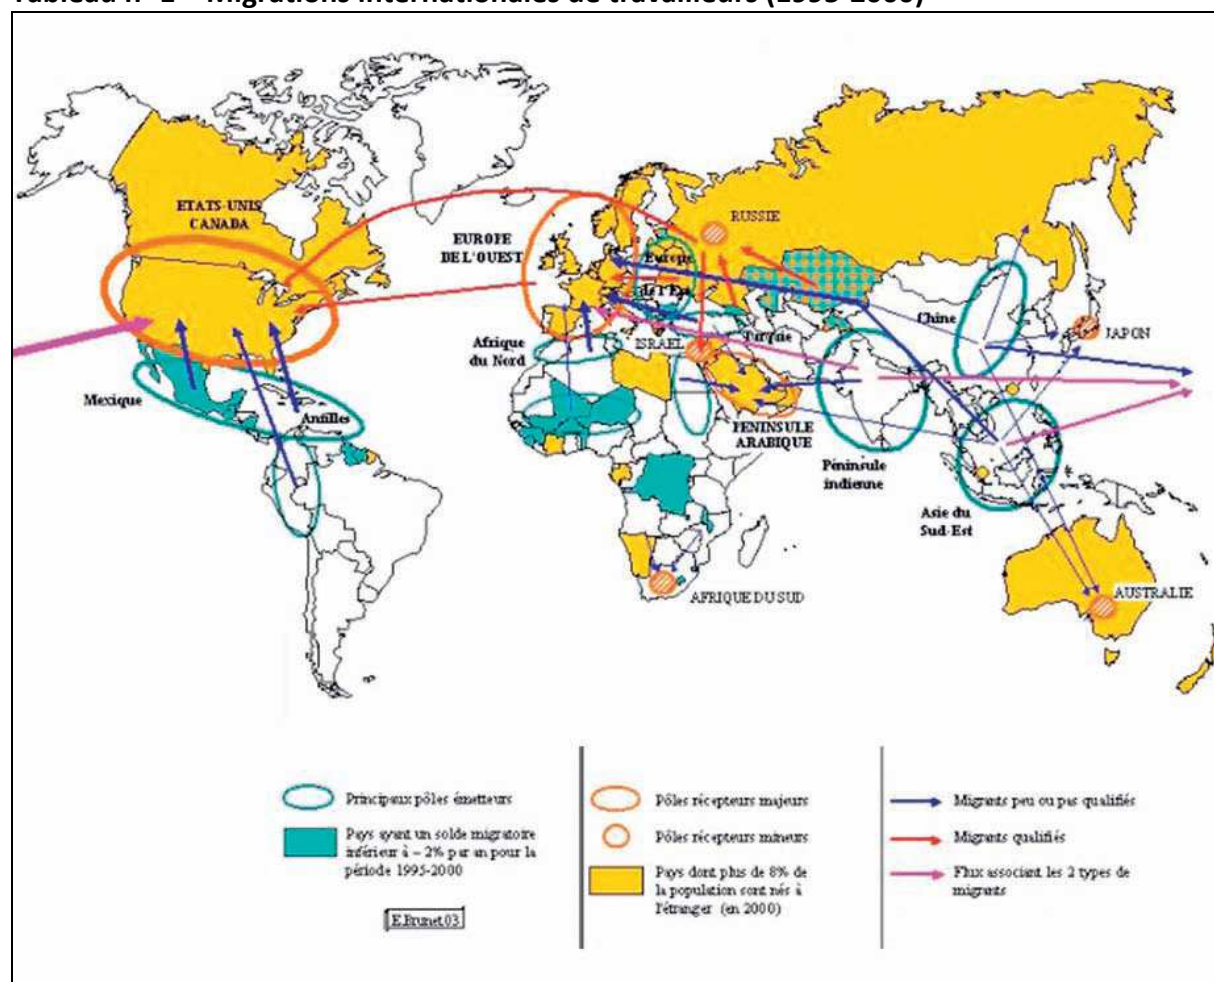 Tableau n° – Migrations internationales de travailleurs (1995-2000)
ETATS-UNIS
CANADA
EUROPE
DE L'OUEST
RUSSIE
Europe
de l'Est
Chine
JAPON
Afrique
du Nord
ISRAEL
Turquie
Mexique
Antilles
PENINSULE
ARABIQUE
Péninsule
indienne
Asie du
Sud-Est
AFRIQUE DU SUD
AUSTRALIE
Principaux pôles émetteurs
Pays ayant un solde migratoire
inférieur à – 2% par an pour la
période 1995-2000
E.Brunet.03
Pôles récepteurs majeurs
Pôles récepteurs mineurs
Pays dont plus de 8% de
la population sont nés à
l'étranger (en 2000)
Migrants peu ou pas qualifiés
Migrants qualifiés
Flux associant les 2 types de
migrants